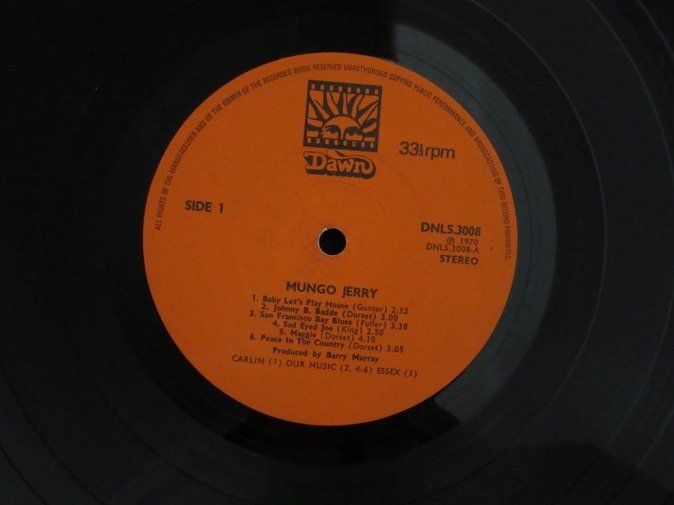 ALL RIGHTS OF THE MANUFACTURER AND OF THE OWNER OF THE RECORDED WORK RESERVED UNAUTHORISED COPYING PUBLIC PERFORMANCE AND BROADCASTING OF THIS RECORD PROHIBITED
Dawn
33⅓rpm
SIDE 1
DNLS.3008
℗ 1970
DNLS.3008-A
STEREO
MUNGO JERRY
1. Baby Let's Play House (Gunter) 2.32
2. Johnny B. Badde (Dorset) 3.00
3. San Francisco Bay Blues (Fuller) 3.38
4. Sad Eyed Joe (King) 2.50
5. Maggie (Dorset) 4.10
6. Peace In The Country (Dorset) 3.05
Produced by Barry Murray
CARLIN (1) OUR MUSIC (2, 4-6) ESSEX (3)